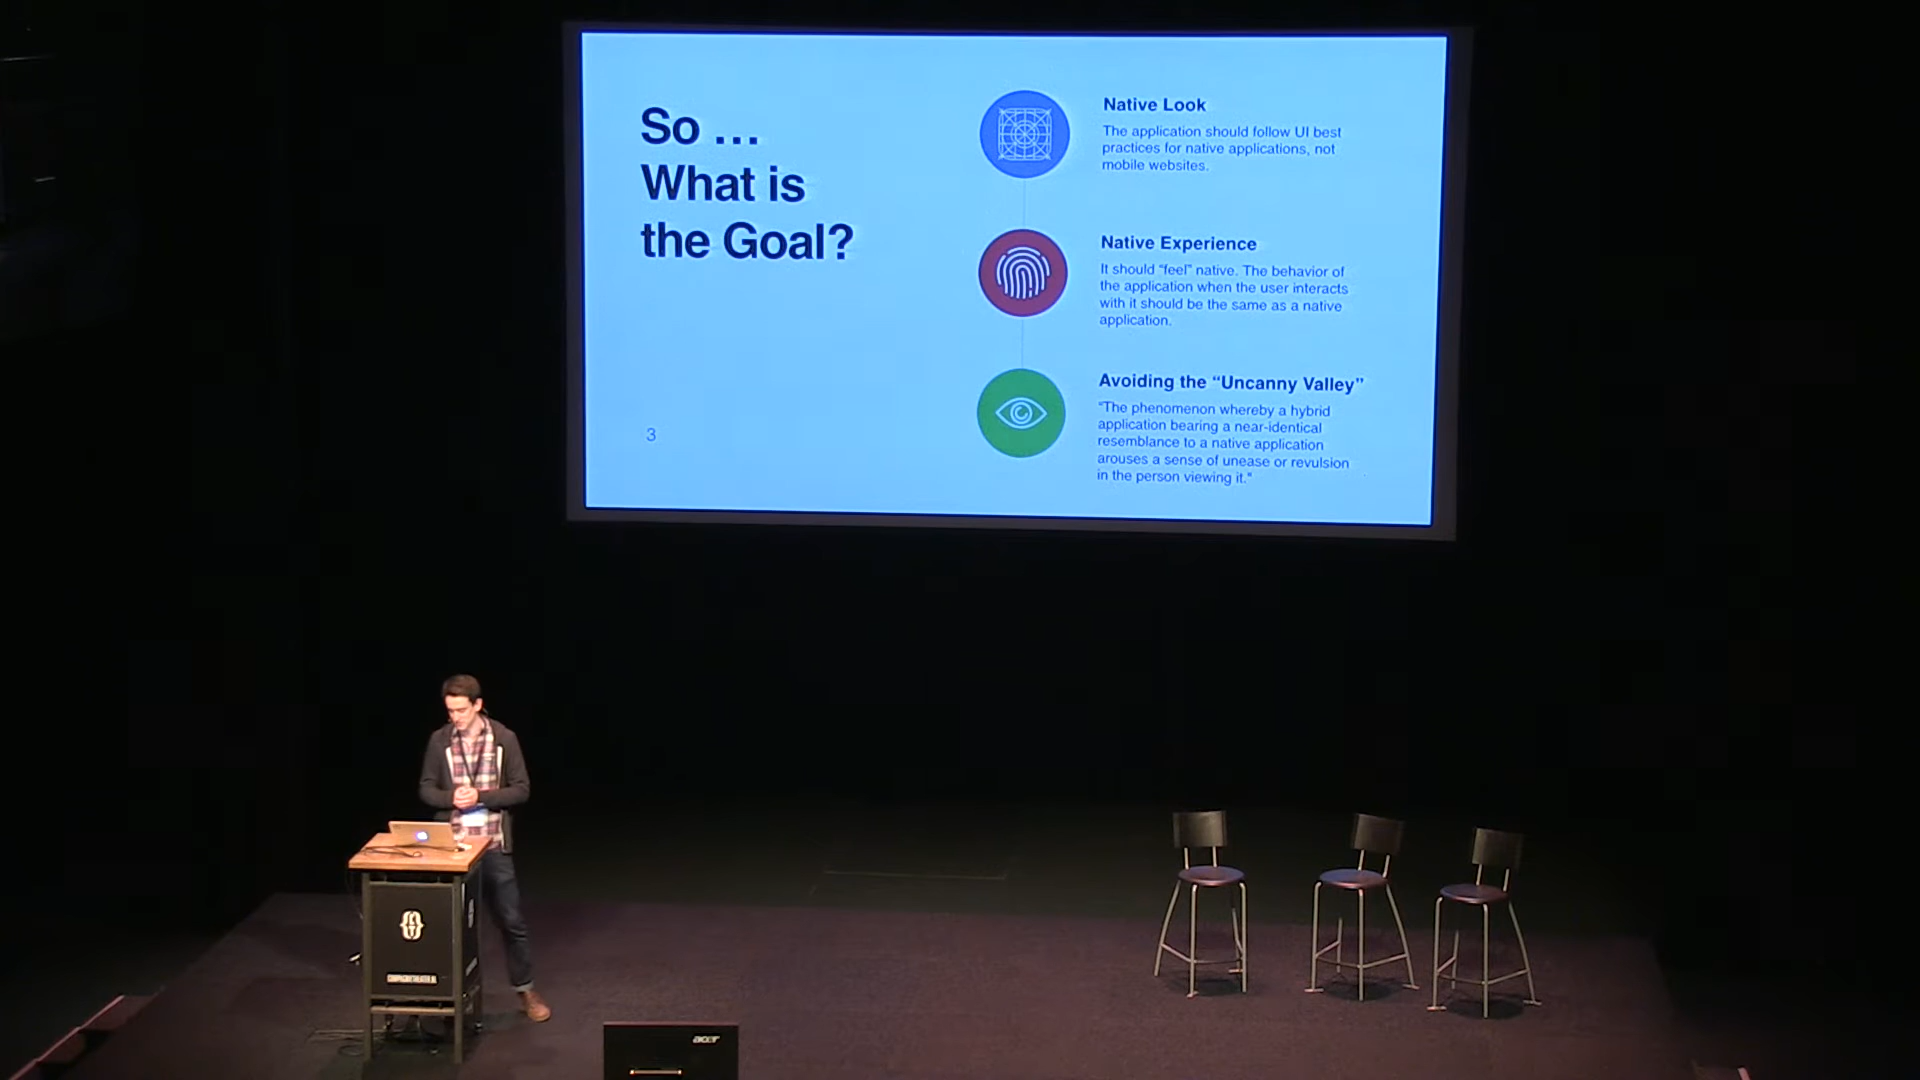 So ...
What is
the Goal?
3
Native Look
The application should follow UI best
practices for native applications, not
mobile websites.
Native Experience
It should "feel" native. The behavior of
the application when the user interacts
with it should be the same as a native
application.
Avoiding the “Uncanny Valley”
"The phenomenon whereby a hybrid
application bearing a near-identical
resemblance to a native application
arouses a sense of unease or revulsion
in the person viewing it."
acer